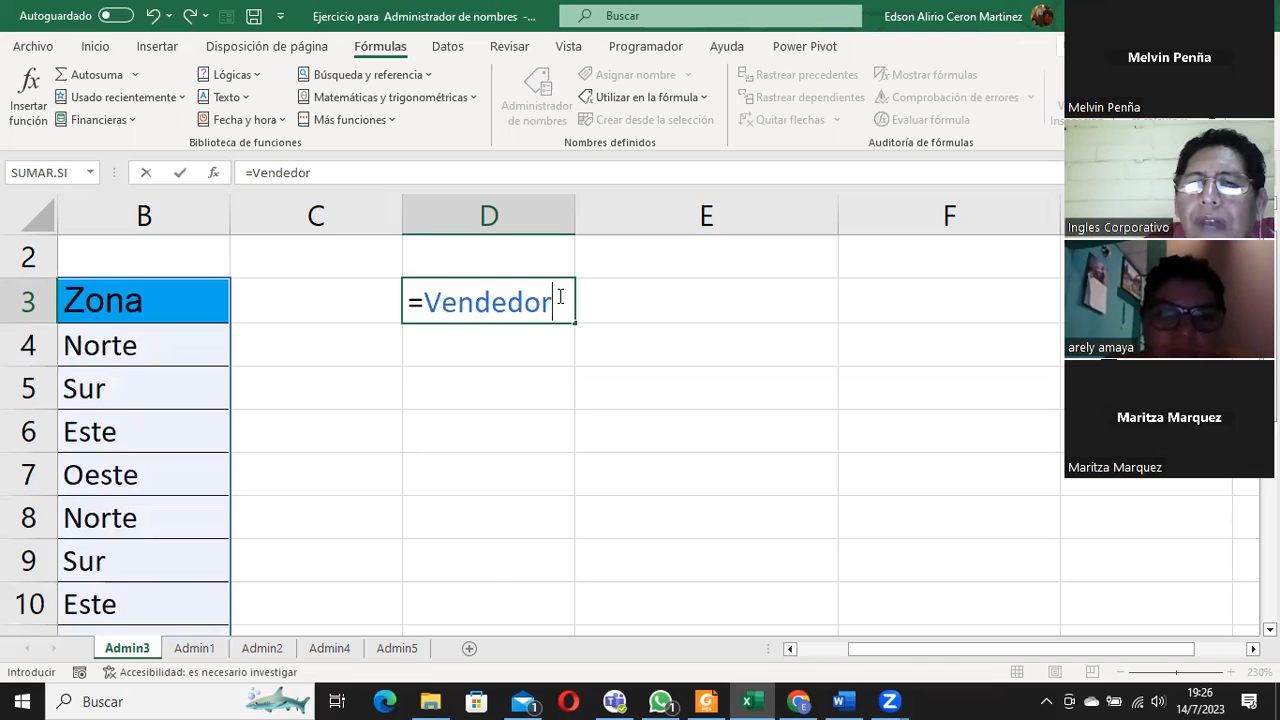 Autoguardado
Ejercicio para Administrador de nombres -...
Buscar
Edson Alirio Ceron Martinez
Archivo Inicio Insertar Disposición de página Fórmulas Datos Revisar Vista Programador Ayuda Power Pivot
Insertar función
Autosuma
Usado recientemente
Financieras
Lógicas
Texto
Fecha y hora
Búsqueda y referencia
Matemáticas y trigonométricas
Más funciones
Biblioteca de funciones
Administrador de nombres
Asignar nombre
Utilizar en la fórmula
Crear desde la selección
Nombres definidos
Rastrear precedentes
Rastrear dependientes
Quitar flechas
Mostrar fórmulas
Comprobación de errores
Evaluar fórmula
Auditoría de fórmulas
SUMAR.SI
fx
=Vendedor
B C D E F
2
3 Zona =Vendedor
4 Norte
5 Sur
6 Este
7 Oeste
8 Norte
9 Sur
10 Este
Admin3 Admin1 Admin2 Admin4 Admin5
Introducir
Accesibilidad: es necesario investigar
230%
Buscar
19:26
14/7/2023
Melvin Penña
Melvin Penña
Ingles Corporativo
arely amaya
Maritza Marquez
Maritza Marquez